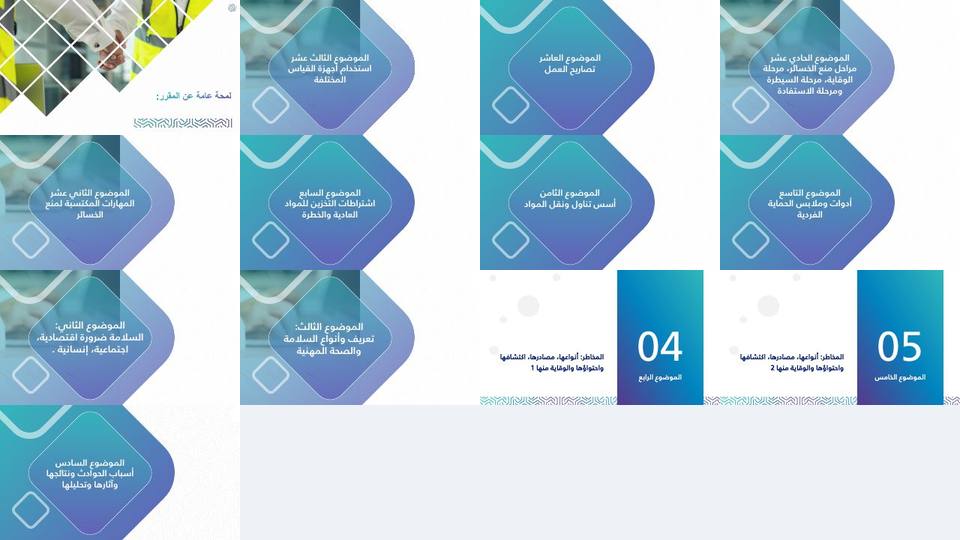 لمحة عامة عن المقرر:
الموضوع الثالث عشر
استخدام أجهزة القياس
المختلفة
الموضوع العاشر
تصاريح العمل
الموضوع الحادي عشر
مراحل منع الخسائر، مرحلة
الوقاية، مرحلة السيطرة
ومرحلة الاستفادة
الموضوع الثاني عشر
المهارات المكتسبة لمنع
الخسائر
الموضوع السابع
اشتراطات التخزين للمواد
العادية والخطرة
الموضوع الثامن
أسس تناول ونقل المواد
الموضوع التاسع
أدوات وملابس الحماية
الفردية
الموضوع الثاني:
السلامة ضرورة اقتصادية،
اجتماعية، إنسانية .
الموضوع الثالث:
تعريف وأنواع السلامة
والصحة المهنية
04
الموضوع الرابع
المخاطر: أنواعها، مصادرها، اكتشافها
واحتواؤها والوقاية منها 1
05
الموضوع الخامس
المخاطر: أنواعها، مصادرها، اكتشافها
واحتواؤها والوقاية منها 2
الموضوع السادس
أسباب الحوادث ونتائجها
وآثارها وتحليلها